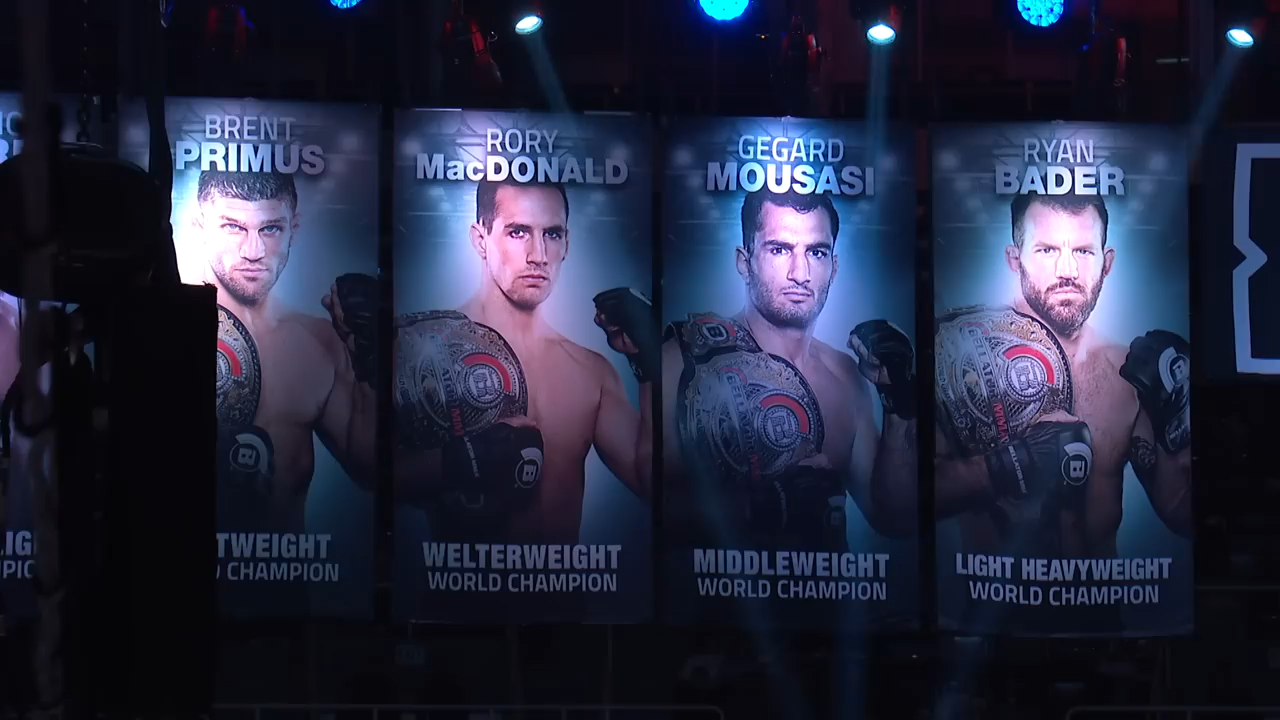 BRENT
PRIMUS
TWEIGHT
CHAMPION
RORY
MacDONALD
WELTERWEIGHT
WORLD CHAMPION
GEGARD
MOUSASI
MIDDLEWEIGHT
WORLD CHAMPION
RYAN
BADER
LIGHT HEAVYWEIGHT
WORLD CHAMPION